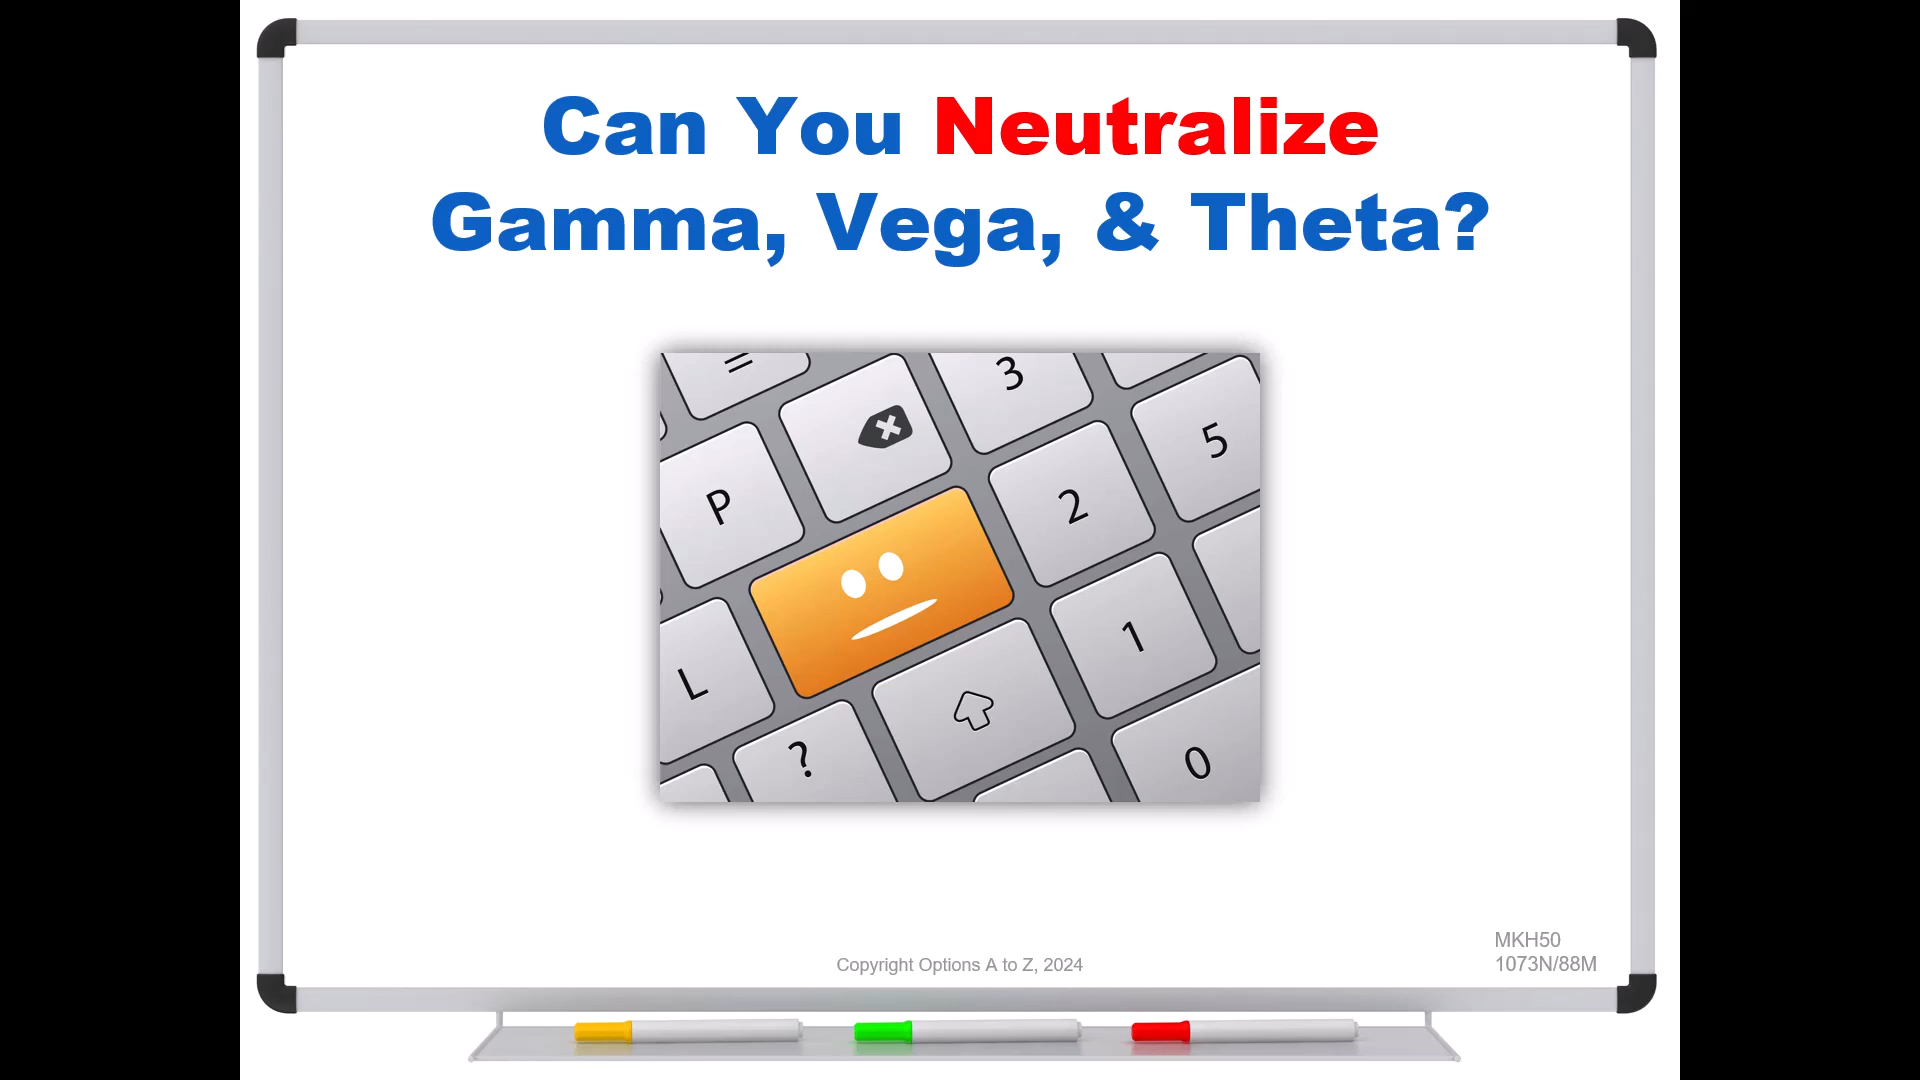 Can You Neutralize
Gamma, Vega, & Theta?
=
3
5
P
2
L
1
?
0
MKH50
Copyright Options A to Z, 2024
1073N/88M